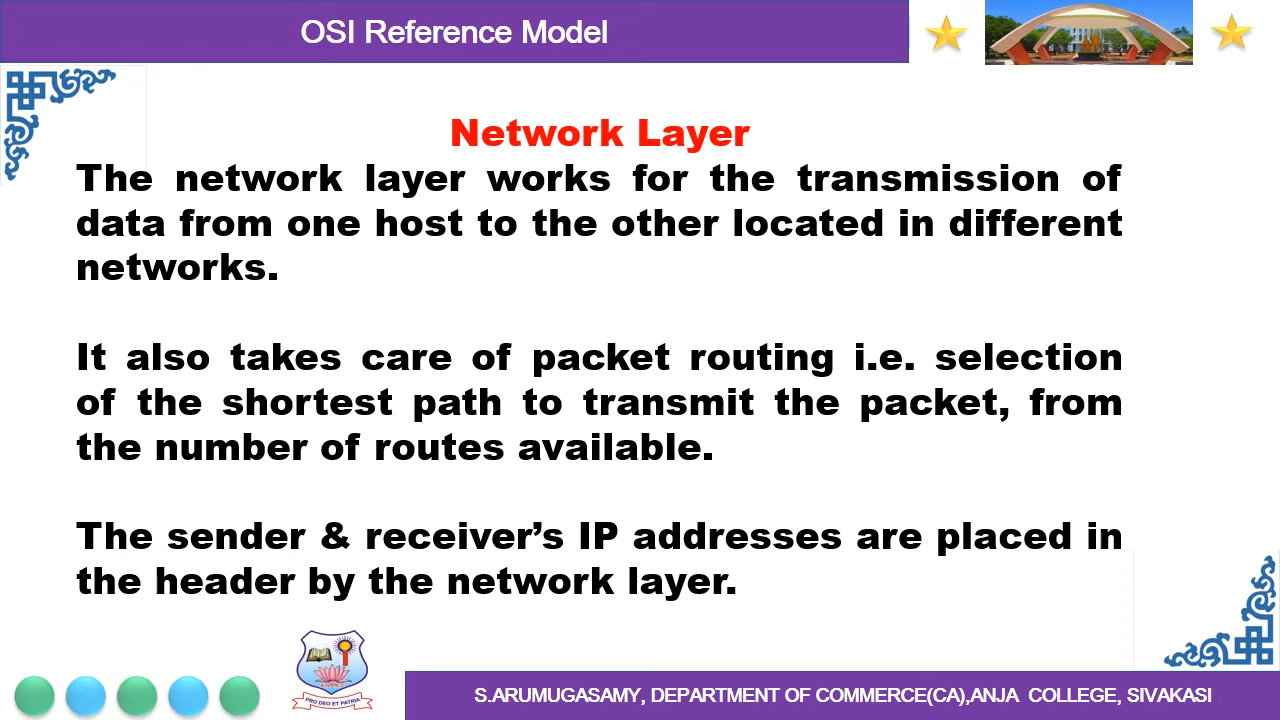 OSI Reference Model
Network Layer
The network layer works for the transmission of
data from one host to the other located in different
networks.
It also takes care of packet routing i.e. selection
of the shortest path to transmit the packet, from
the number of routes available.
The sender & receiver’s IP addresses are placed in
the header by the network layer.
PRO DEO ET PATRIA
S.ARUMUGASAMY, DEPARTMENT OF COMMERCE(CA),ANJA COLLEGE, SIVAKASI